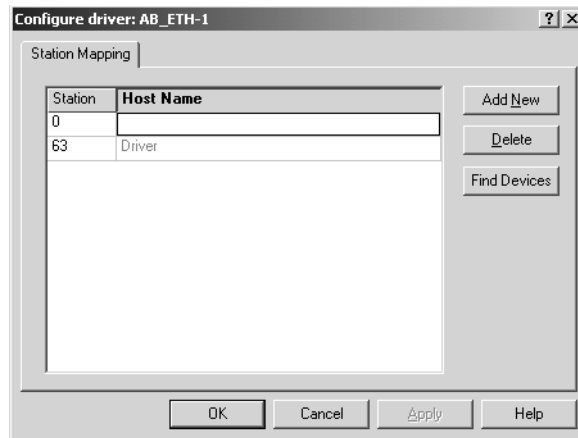 Configure driver: AB_ETH-1
Station Mapping
Station Host Name
0
63 Driver
Add New
Delete
Find Devices
OK Cancel Apply Help